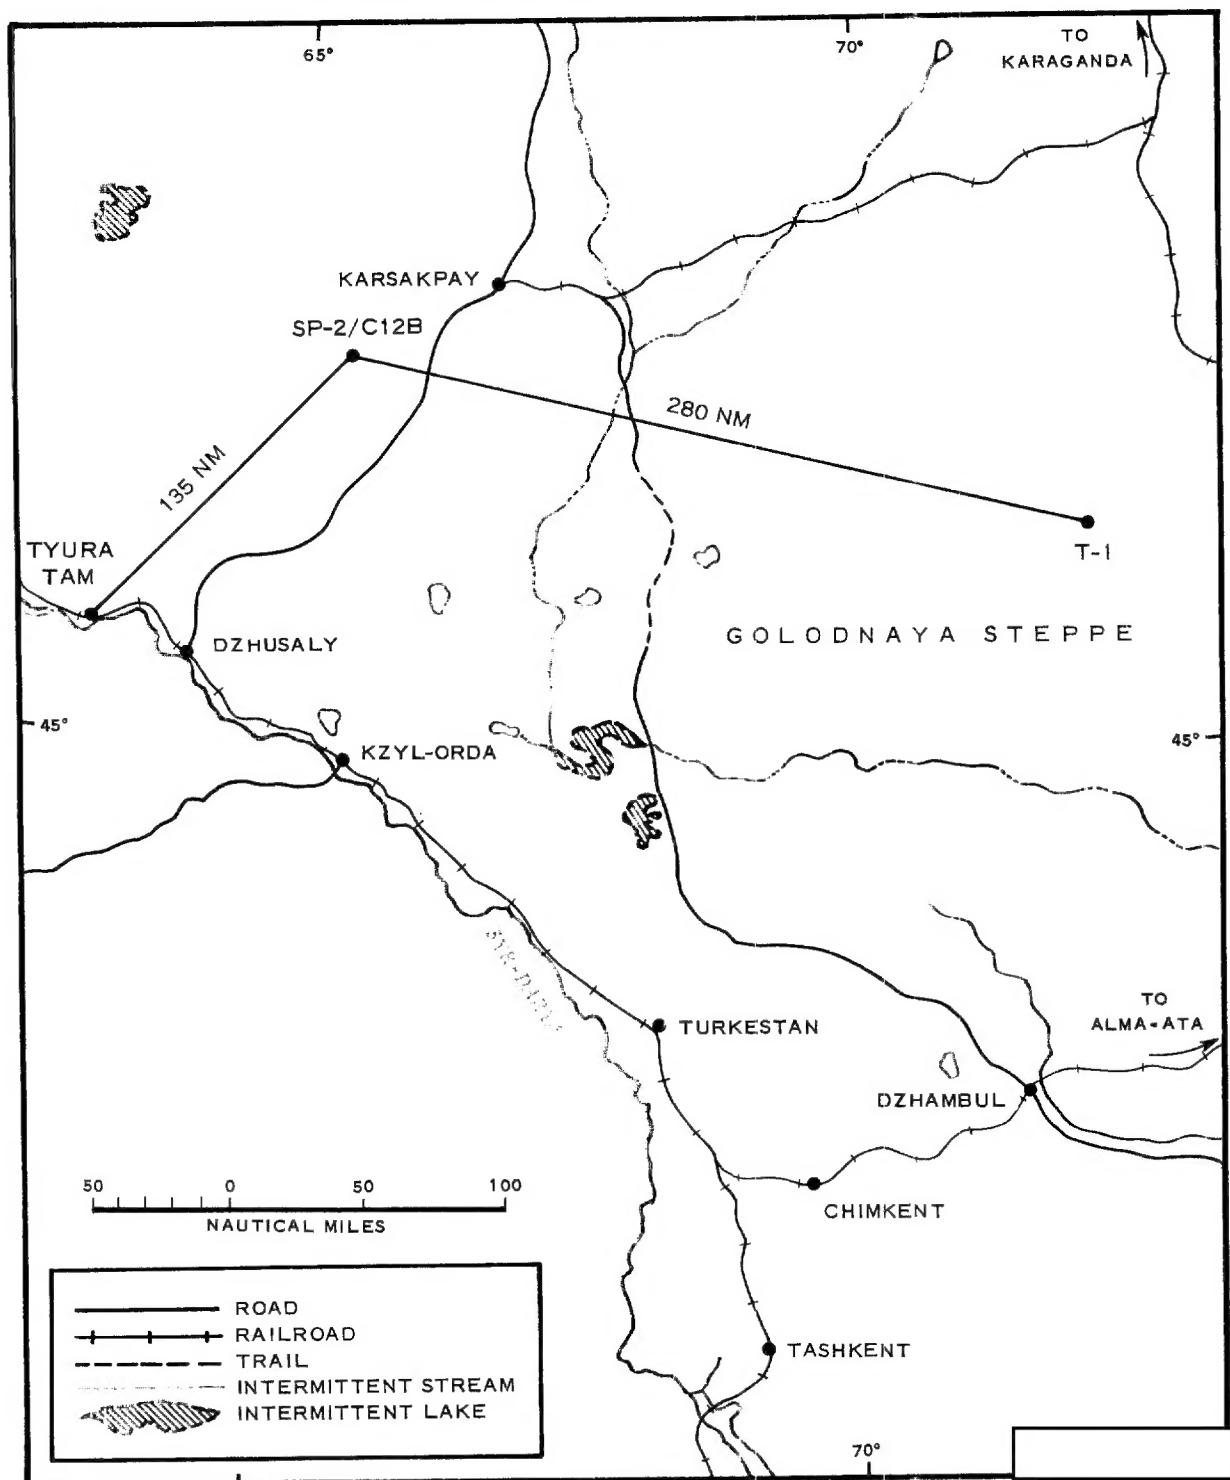 65°
70°
TO
KARAGANDA
KARSAKPAY
SP-2/C12B
280 NM
135 NM
TYURA
TAM
T-1
DZHUSALY
GOLODNAYA STEPPE
45°
45°
KZYL-ORDA
SYR-DARYA
TO
ALMA-ATA
TURKESTAN
DZHAMBUL
50 0 50 100
NAUTICAL MILES
CHIMKENT
ROAD
RAILROAD
TRAIL
INTERMITTENT STREAM
INTERMITTENT LAKE
TASHKENT
70°